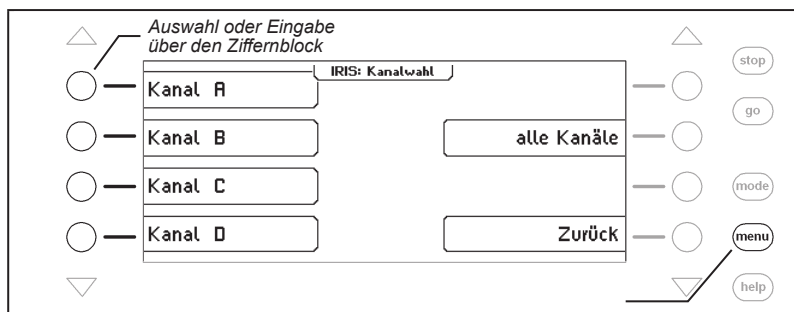 Auswahl oder Eingabe
über den Ziffernblock
IRIS: Kanalwahl
Kanal A
Kanal B
Kanal C
Kanal D
alle Kanäle
Zurück
stop
go
mode
menu
help